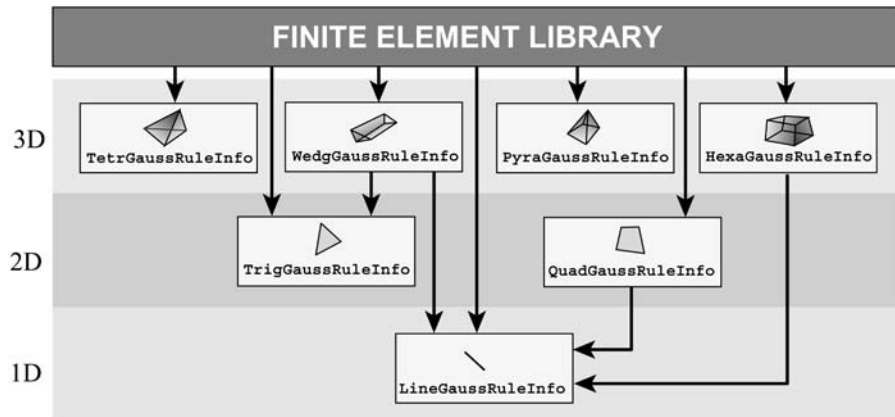 FINITE ELEMENT LIBRARY
3D
TetrGaussRuleInfo
WedgGaussRuleInfo
PyraGaussRuleInfo
HexaGaussRuleInfo
2D
TrigGaussRuleInfo
QuadGaussRuleInfo
1D
LineGaussRuleInfo